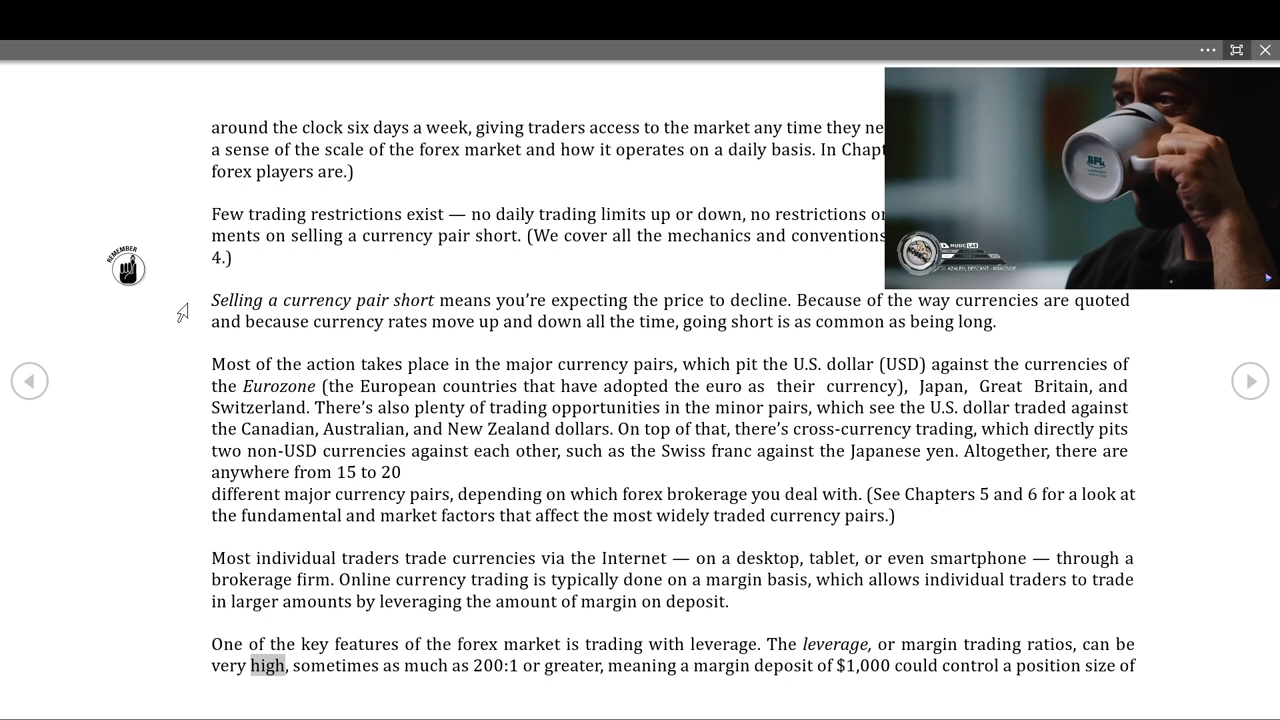 around the clock six days a week, giving traders access to the market any time they ne
a sense of the scale of the forex market and how it operates on a daily basis. In Chapt
forex players are.)
Few trading restrictions exist — no daily trading limits up or down, no restrictions or
ments on selling a currency pair short. (We cover all the mechanics and conventions
4.)
REMEMBER
Selling a currency pair short means you’re expecting the price to decline. Because of the way currencies are quoted
and because currency rates move up and down all the time, going short is as common as being long.
Most of the action takes place in the major currency pairs, which pit the U.S. dollar (USD) against the currencies of
the Eurozone (the European countries that have adopted the euro as their currency), Japan, Great Britain, and
Switzerland. There’s also plenty of trading opportunities in the minor pairs, which see the U.S. dollar traded against
the Canadian, Australian, and New Zealand dollars. On top of that, there’s cross-currency trading, which directly pits
two non-USD currencies against each other, such as the Swiss franc against the Japanese yen. Altogether, there are
anywhere from 15 to 20
different major currency pairs, depending on which forex brokerage you deal with. (See Chapters 5 and 6 for a look at
the fundamental and market factors that affect the most widely traded currency pairs.)
Most individual traders trade currencies via the Internet — on a desktop, tablet, or even smartphone — through a
brokerage firm. Online currency trading is typically done on a margin basis, which allows individual traders to trade
in larger amounts by leveraging the amount of margin on deposit.
One of the key features of the forex market is trading with leverage. The leverage, or margin trading ratios, can be
very high, sometimes as much as 200:1 or greater, meaning a margin deposit of $1,000 could control a position size of
RPL
MUSIC LAB
AZALEH, DESCANT - ROADSIDE